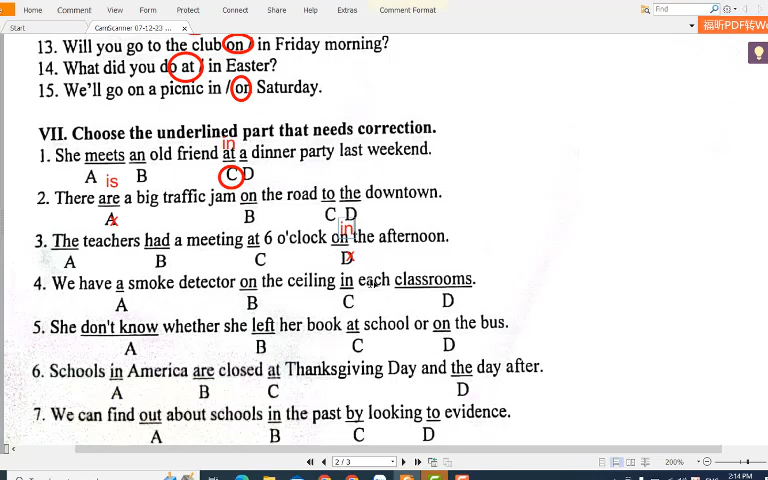 Home Comment View Form Protect Connect Share Help Extras Comment Format
Find
Start CamScanner 07-12-23 ... ×
福昕PDF转W
13. Will you go to the club on / in Friday morning?
14. What did you do at / in Easter?
15. We'll go on a picnic in / on Saturday.
VII. Choose the underlined part that needs correction.
in
1. She meets an old friend at a dinner party last weekend.
A B C D
is
2. There are a big traffic jam on the road to the downtown.
A B C D
in
3. The teachers had a meeting at 6 o'clock on the afternoon.
A B C D
4. We have a smoke detector on the ceiling in each classrooms.
A B C D
5. She don't know whether she left her book at school or on the bus.
A B C D
6. Schools in America are closed at Thanksgiving Day and the day after.
A B C D
7. We can find out about schools in the past by looking to evidence.
A B C D
2 / 3 200%
2:14 PM